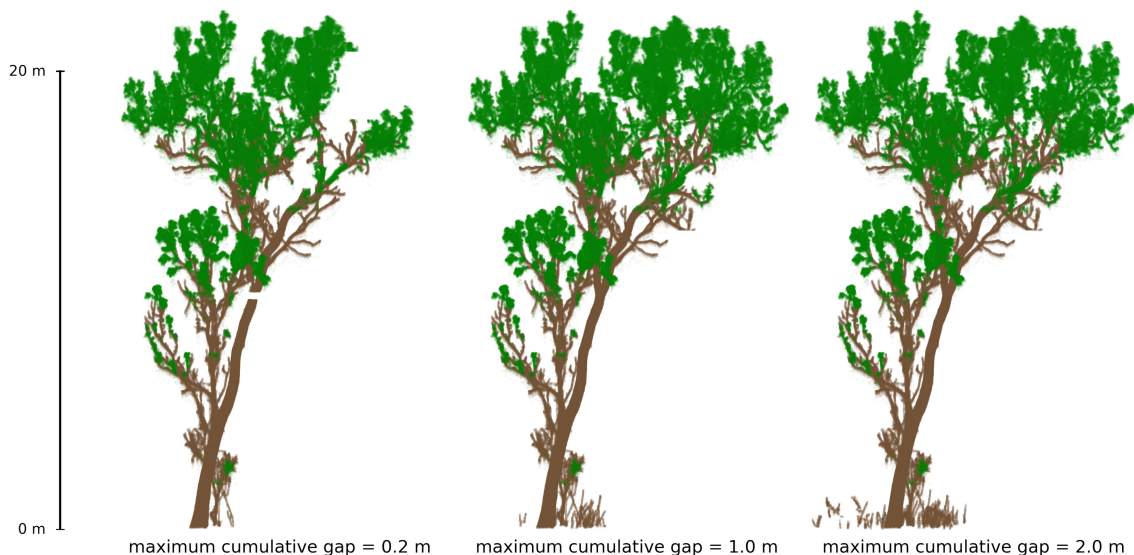 20 m
0 m
maximum cumulative gap = 0.2 m
maximum cumulative gap = 1.0 m
maximum cumulative gap = 2.0 m